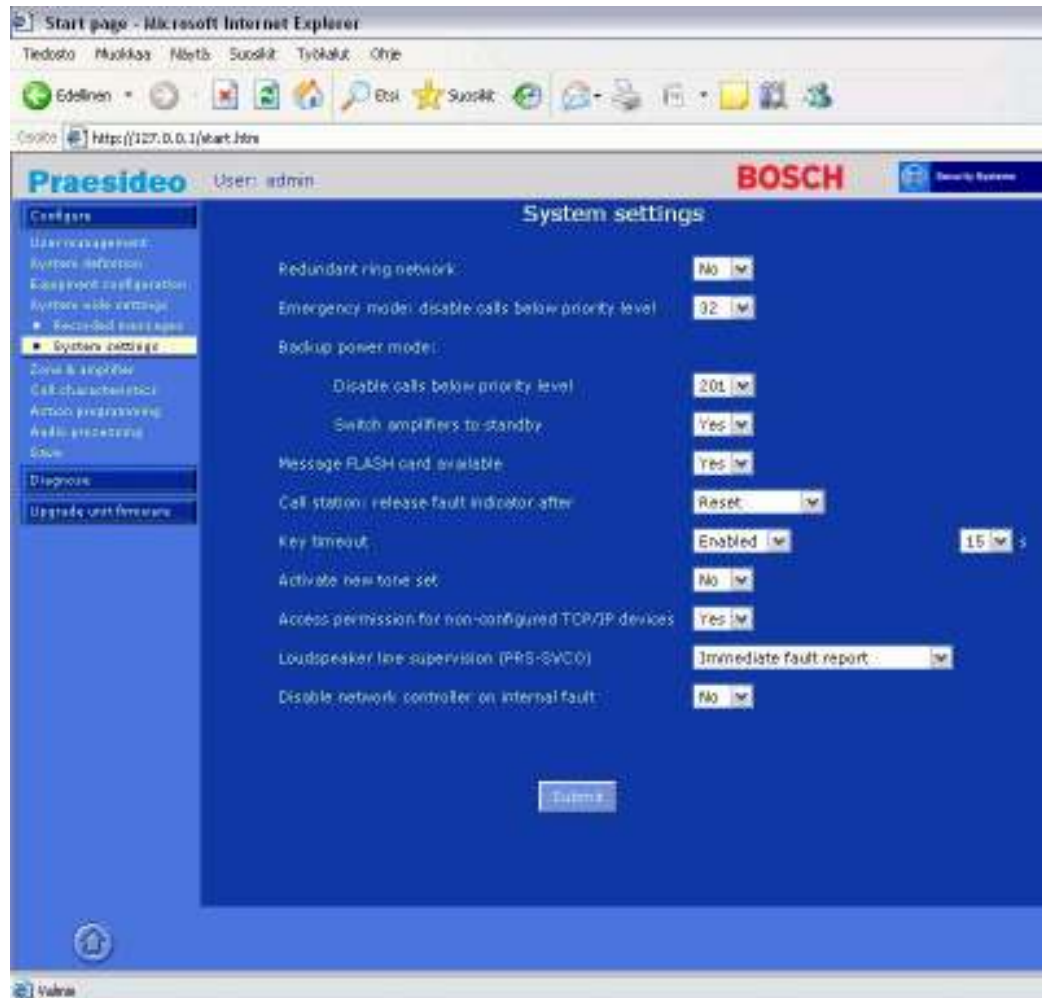 Start page - Microsoft Internet Explorer
Tiedosto Muokkaa Näytä Suosikit Työkalut Ohje
Edellinen Etsi Suosikit
Osoite http://127.0.0.1/start.htm
Praesideo User: admin BOSCH Security Systems
Configure
User management
System definition
Equipment configuration
System wide settings
Recorded messages
System settings
Zone & amplifier
Call characteristics
Action programming
Audio processing
Save
Diagnose
Upgrade unit firmware
System settings
Redundant ring network No
Emergency mode: disable calls below priority level 32
Backup power mode:
Disable calls below priority level 201
Switch amplifiers to standby Yes
Message FLASH card available Yes
Call station: release fault indicator after Reset
Key timeout Enabled 15 s
Activate new tone set No
Access permission for non-configured TCP/IP devices Yes
Loudspeaker line supervision (PRS-SVCO) Immediate fault report
Disable network controller on internal fault No
Submit
Valmis